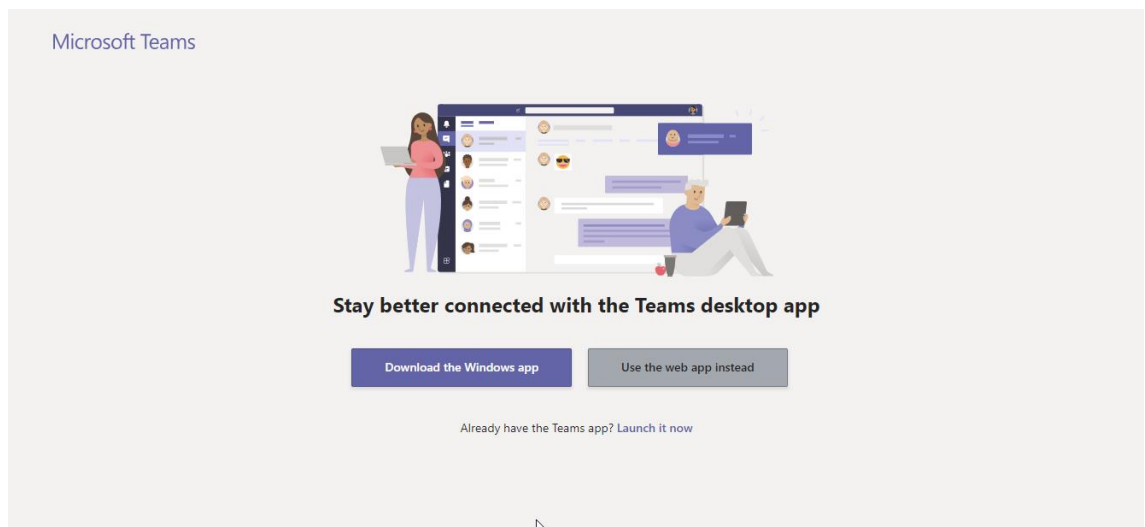 Microsoft Teams
Stay better connected with the Teams desktop app
Download the Windows app
Use the web app instead
Already have the Teams app? Launch it now